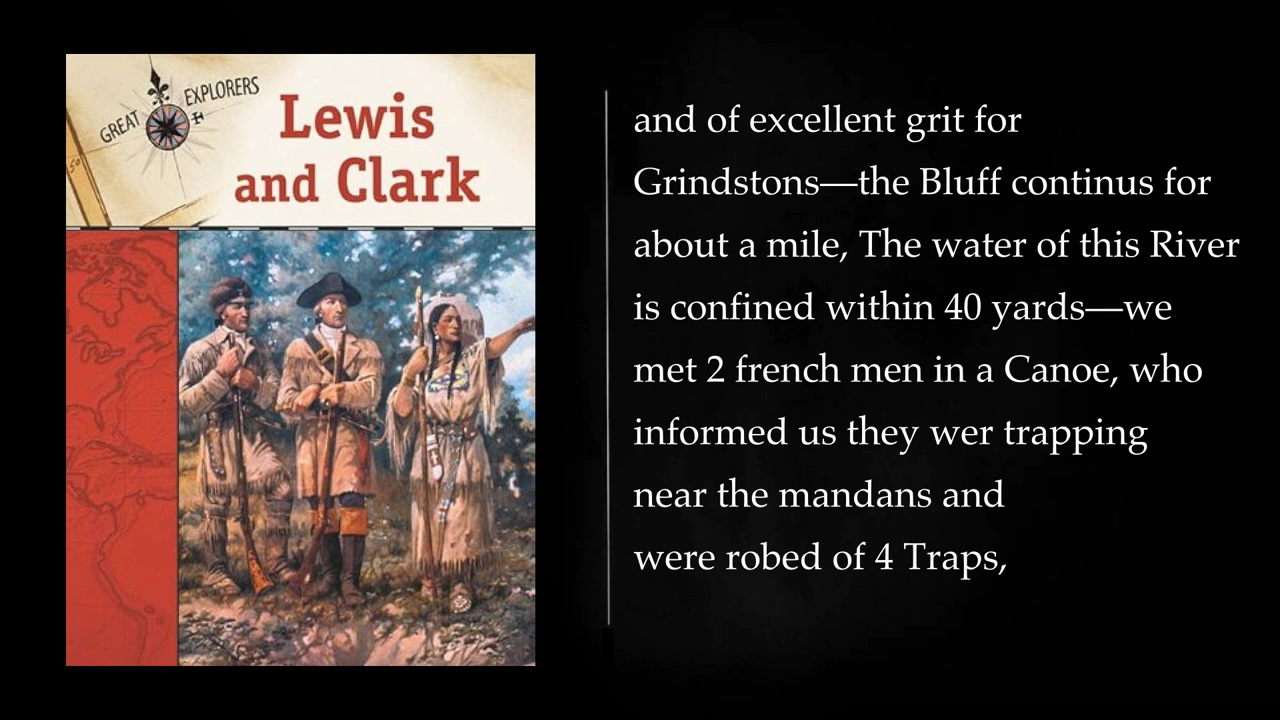 GREAT EXPLORERS
Lewis
and Clark
50
and of excellent grit for
Grindstons—the Bluff continus for
about a mile, The water of this River
is confined within 40 yards—we
met 2 french men in a Canoe, who
informed us they wer trapping
near the mandans and
were robed of 4 Traps,